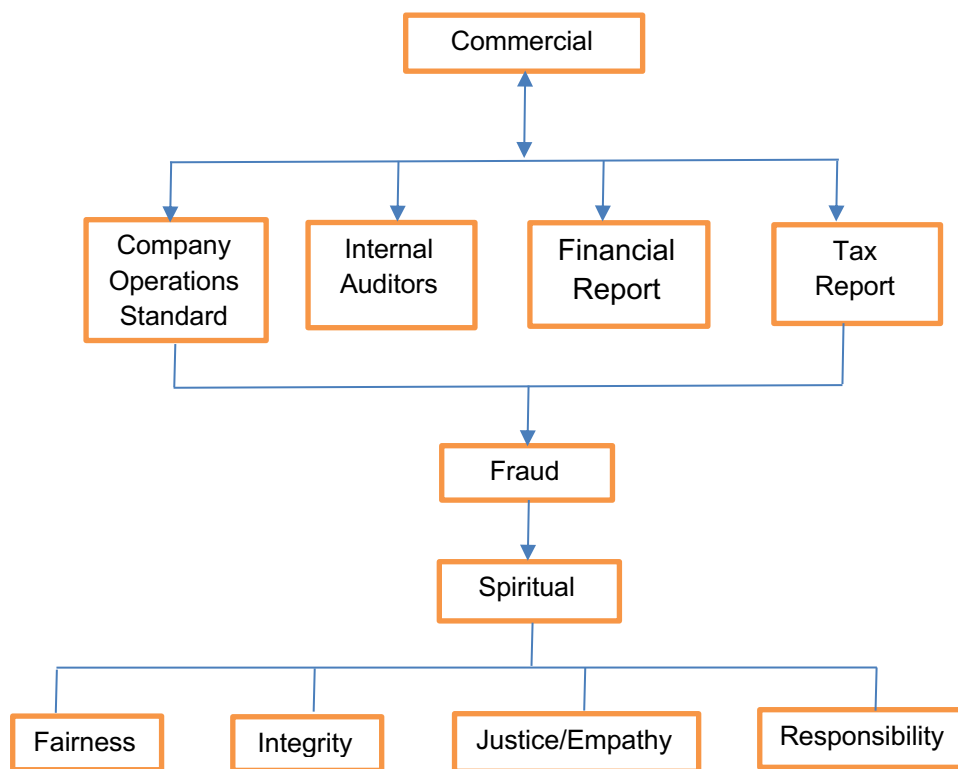 Commercial
Company
Operations
Standard
Internal
Auditors
Financial
Report
Tax
Report
Fraud
Spiritual
Fairness
Integrity
Justice/Empathy
Responsibility